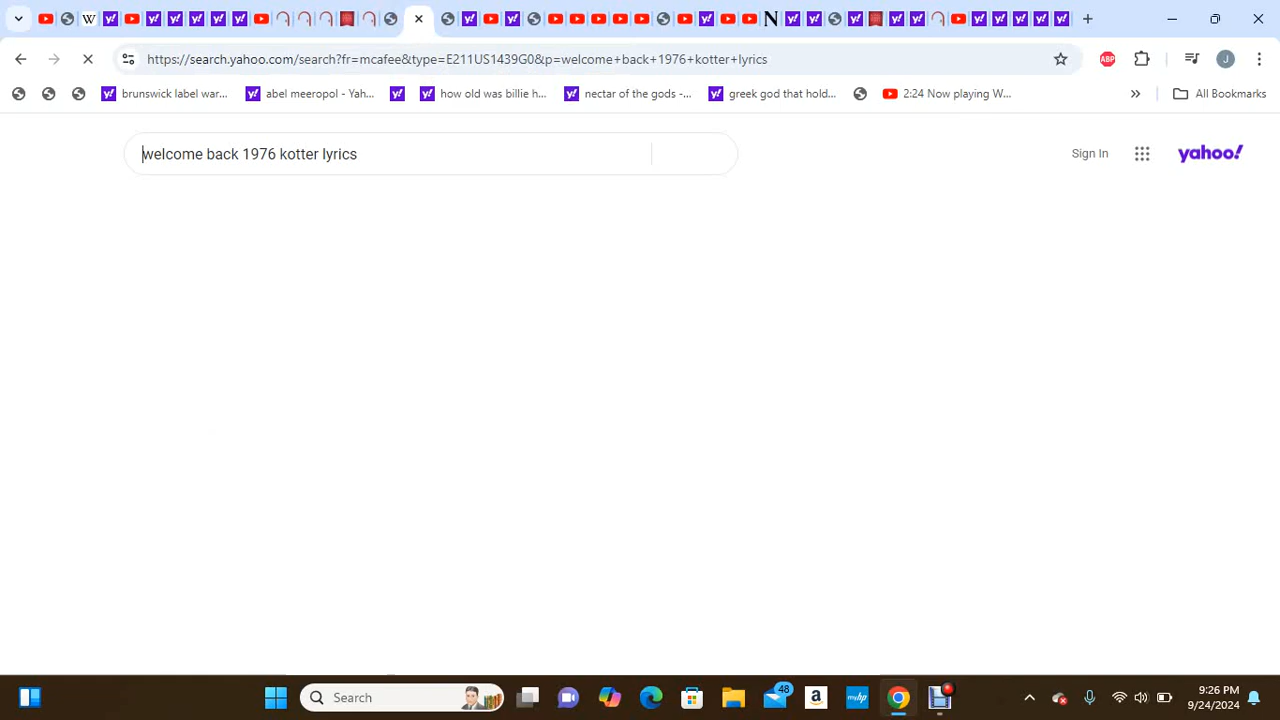 https://search.yahoo.com/search?fr=mcafee&type=E211US1439G0&p=welcome+back+1976+kotter+lyrics
ABP
J
brunswick label war...
abel meeropol - Yah...
how old was billie h...
nectar of the gods -...
greek god that hold...
2:24 Now playing W...
All Bookmarks
welcome back 1976 kotter lyrics
Sign In
yahoo!
Search
48
9:26 PM
9/24/2024